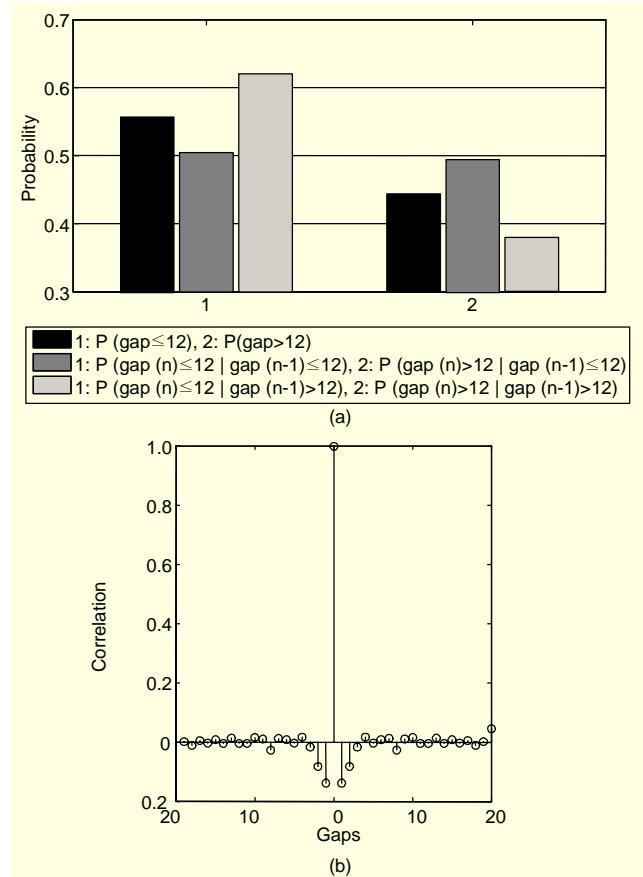 0.7
0.6
0.5
0.4
0.3
Probability
1 2
1: P (gap≤12), 2: P(gap>12)
1: P (gap (n)≤12 | gap (n-1)≤12), 2: P (gap (n)>12 | gap (n-1)≤12)
1: P (gap (n)≤12 | gap (n-1)>12), 2: P (gap (n)>12 | gap (n-1)>12)
(a)
1.0
0.8
0.6
0.4
0.2
0
0.2
Correlation
20 10 0 10 20
Gaps
(b)